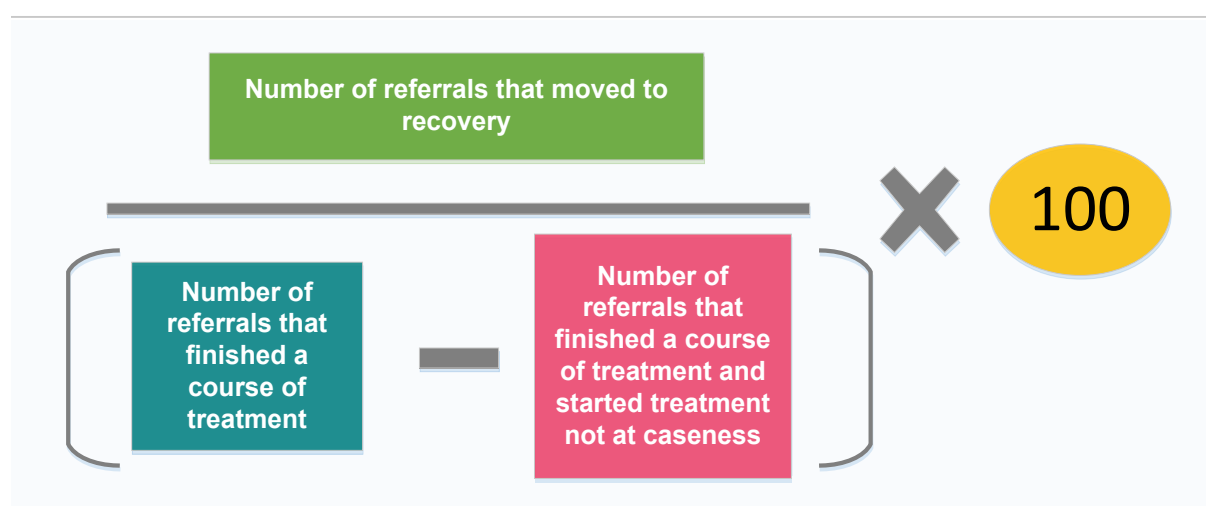 Number of referrals that moved to
recovery
100
Number of
referrals that
finished a
course of
treatment
Number of
referrals that
finished a course
of treatment and
started treatment
not at caseness